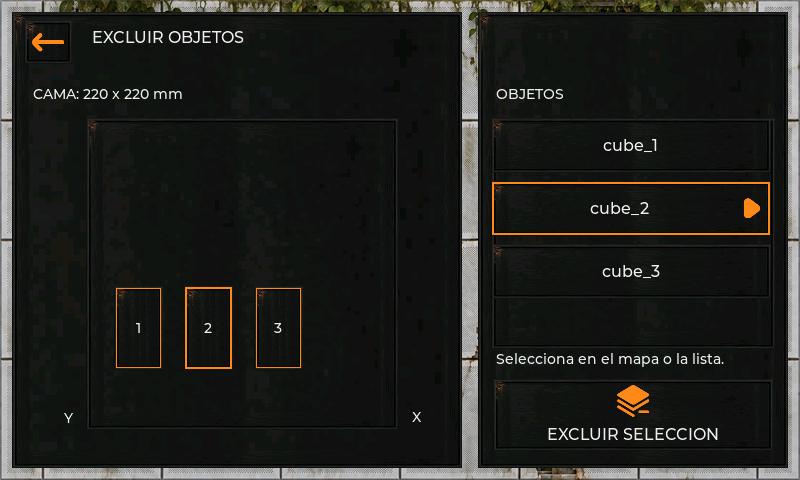 EXCLUIR OBJETOS
CAMA: 220 x 220 mm
1
2
3
Y
X
OBJETOS
cube_1
cube_2
cube_3
Selecciona en el mapa o la lista.
EXCLUIR SELECCION